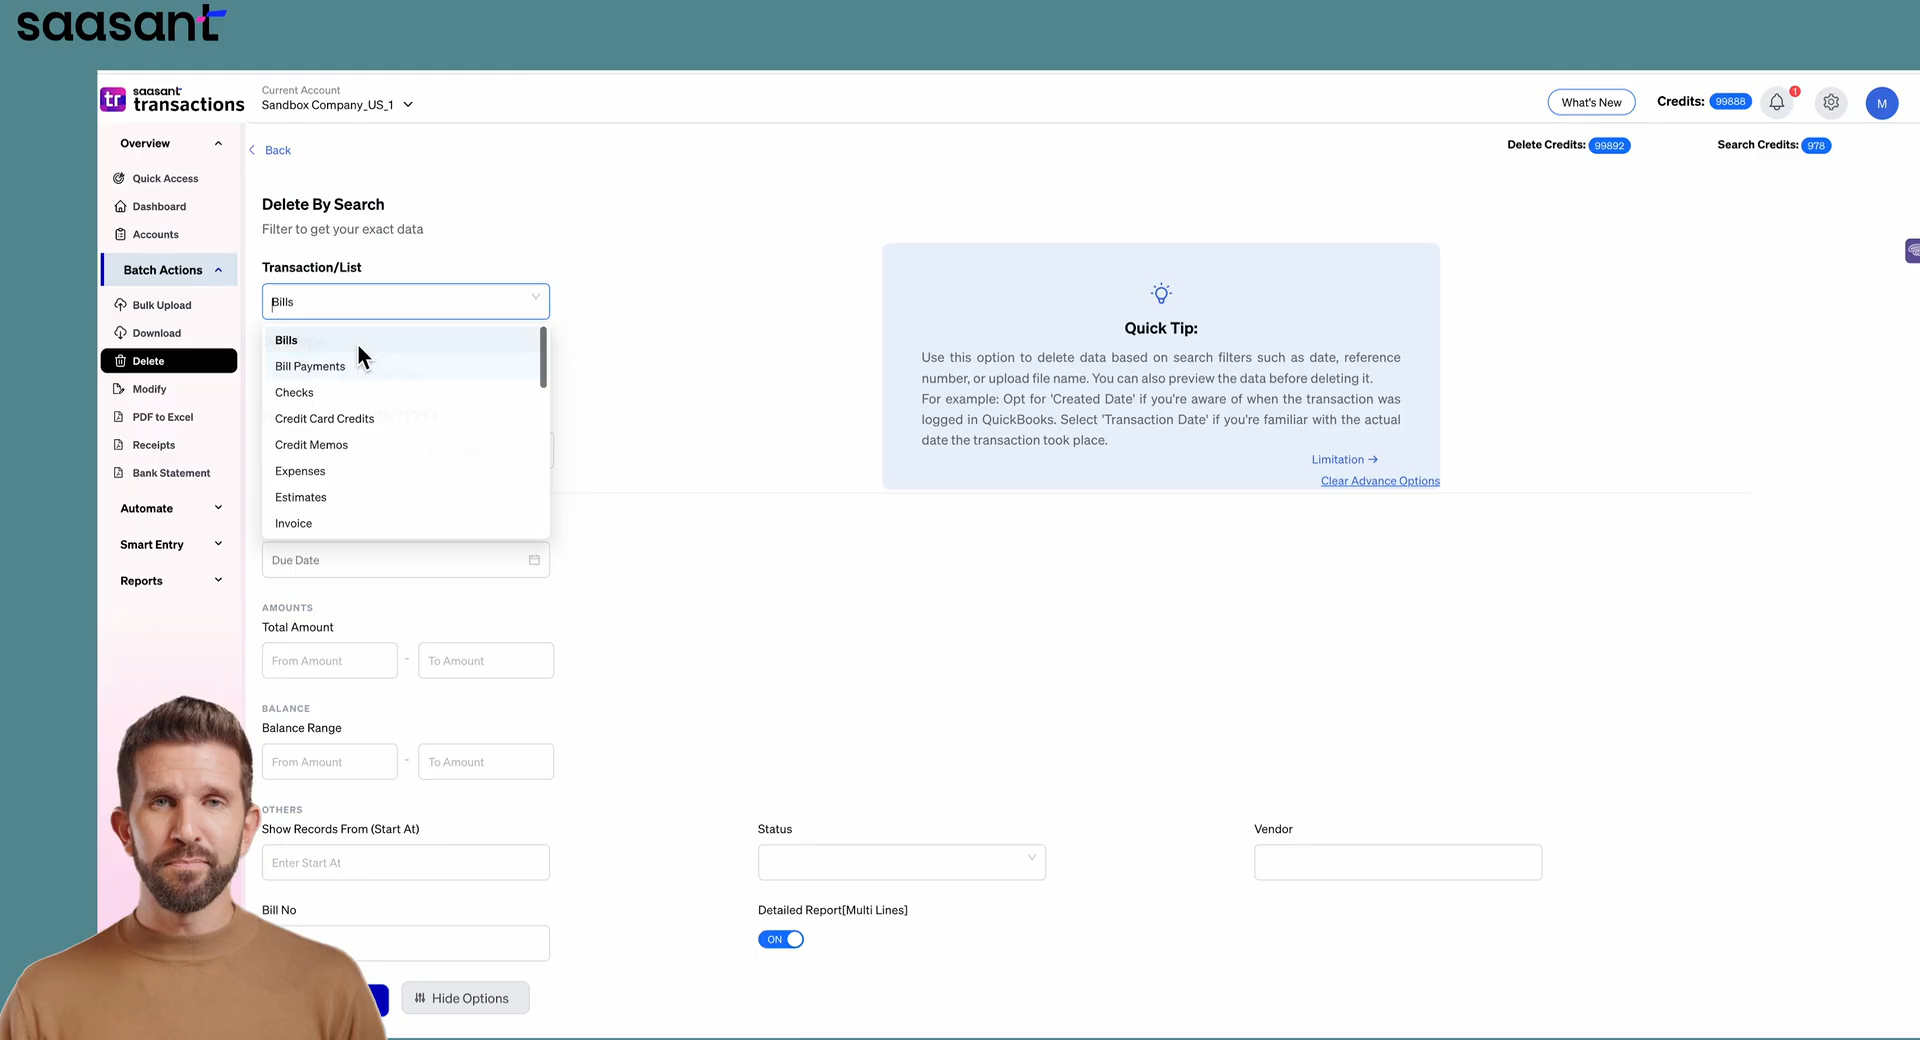 saasant
saasant
transactions
Current Account
Sandbox Company_US_1
What's New
Credits: 99888
1
M
Overview
Quick Access
Dashboard
Accounts
Batch Actions
Bulk Upload
Download
Delete
Modify
PDF to Excel
Receipts
Bank Statement
Automate
Smart Entry
Reports
Back
Delete Credits: 99892
Search Credits: 978
Delete By Search
Filter to get your exact data
Transaction/List
Bills
Bills
Bill Payments
Checks
Credit Card Credits
Credit Memos
Expenses
Estimates
Invoice
Quick Tip:
Use this option to delete data based on search filters such as date, reference
number, or upload file name. You can also preview the data before deleting it.
For example: Opt for 'Created Date' if you're aware of when the transaction was
logged in QuickBooks. Select 'Transaction Date' if you're familiar with the actual
date the transaction took place.
Limitation →
Clear Advance Options
Due Date
AMOUNTS
Total Amount
From Amount - To Amount
BALANCE
Balance Range
From Amount - To Amount
OTHERS
Show Records From (Start At)
Enter Start At
Status
Vendor
Bill No
Detailed Report[Multi Lines]
ON
Hide Options